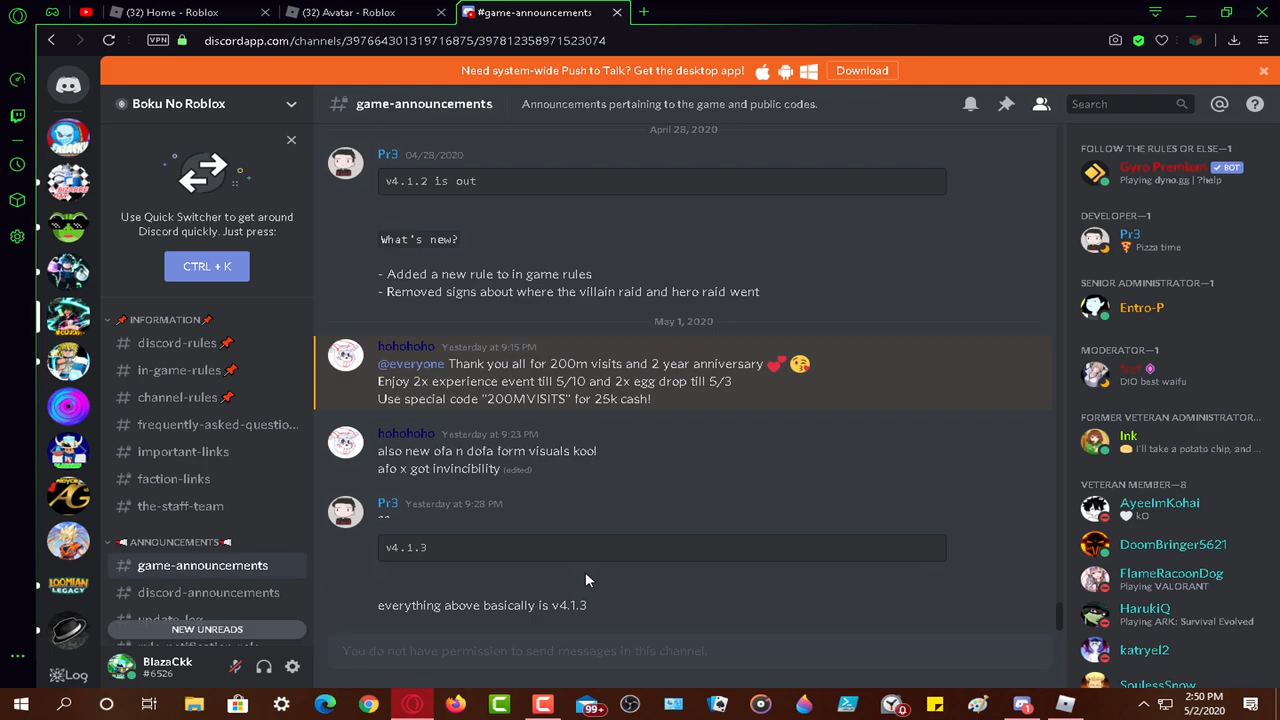 (32) Home - Roblox
(32) Avatar - Roblox
#game-announcements
VPN
discordapp.com/channels/397664301319716875/397812358971523074
Need system-wide Push to Talk? Get the desktop app!
Download
Boku No Roblox
Use Quick Switcher to get around
Discord quickly. Just press:
CTRL + K
INFORMATION
discord-rules
in-game-rules
channel-rules
frequently-asked-questio...
important-links
faction-links
the-staff-team
ANNOUNCEMENTS
game-announcements
discord-announcements
update-log
NEW UNREADS
BlazaCkk
#6526
game-announcements
Announcements pertaining to the game and public codes.
Search
April 28, 2020
Pr3 04/28/2020
v4.1.2 is out
What's new?
- Added a new rule to in game rules
- Removed signs about where the villain raid and hero raid went
May 1, 2020
hohohoho Yesterday at 9:15 PM
@everyone Thank you all for 200m visits and 2 year anniversary
Enjoy 2x experience event till 5/10 and 2x egg drop till 5/3
Use special code "200MVISITS" for 25k cash!
hohohoho Yesterday at 9:23 PM
also new ofa n dofa form visuals kool
afo x got invincibility (edited)
Pr3 Yesterday at 9:28 PM
^^
v4.1.3
everything above basically is v4.1.3
You do not have permission to send messages in this channel.
FOLLOW THE RULES OR ELSE—1
Gyro Premium BOT
Playing dyno.gg | ?help
DEVELOPER—1
Pr3
Pizza time
SENIOR ADMINISTRATOR—1
Entro-P
MODERATOR—1
DIO best waifu
FORMER VETERAN ADMINISTRATOR—1
Ink
I'll take a potato chip, and ...
VETERAN MEMBER—8
AyeeImKohai
kO
DoomBringer5621
FlameRacoonDog
Playing VALORANT
HarukiQ
Playing ARK: Survival Evolved
katryel2
SoulessSnow
LOOMIAN
LEGACY
AG
Log
99+
2:50 PM
5/2/2020